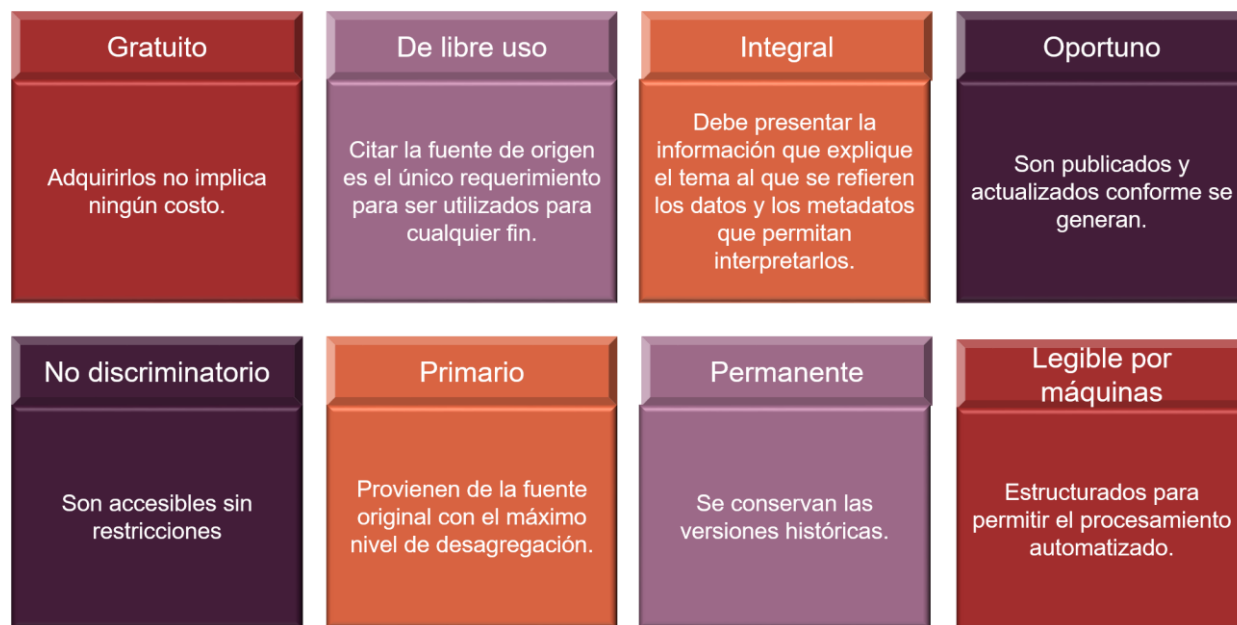 Gratuito
Adquirirlos no implica
ningún costo.
De libre uso
Citar la fuente de origen
es el único requerimiento
para ser utilizados para
cualquier fin.
Integral
Debe presentar la
información que explique
el tema al que se refieren
los datos y los metadatos
que permitan
interpretarlos.
Oportuno
Son publicados y
actualizados conforme se
generan.
No discriminatorio
Son accesibles sin
restricciones
Primario
Provienen de la fuente
original con el máximo
nivel de desagregación.
Permanente
Se conservan las
versiones históricas.
Legible por
máquinas
Estructurados para
permitir el procesamiento
automatizado.